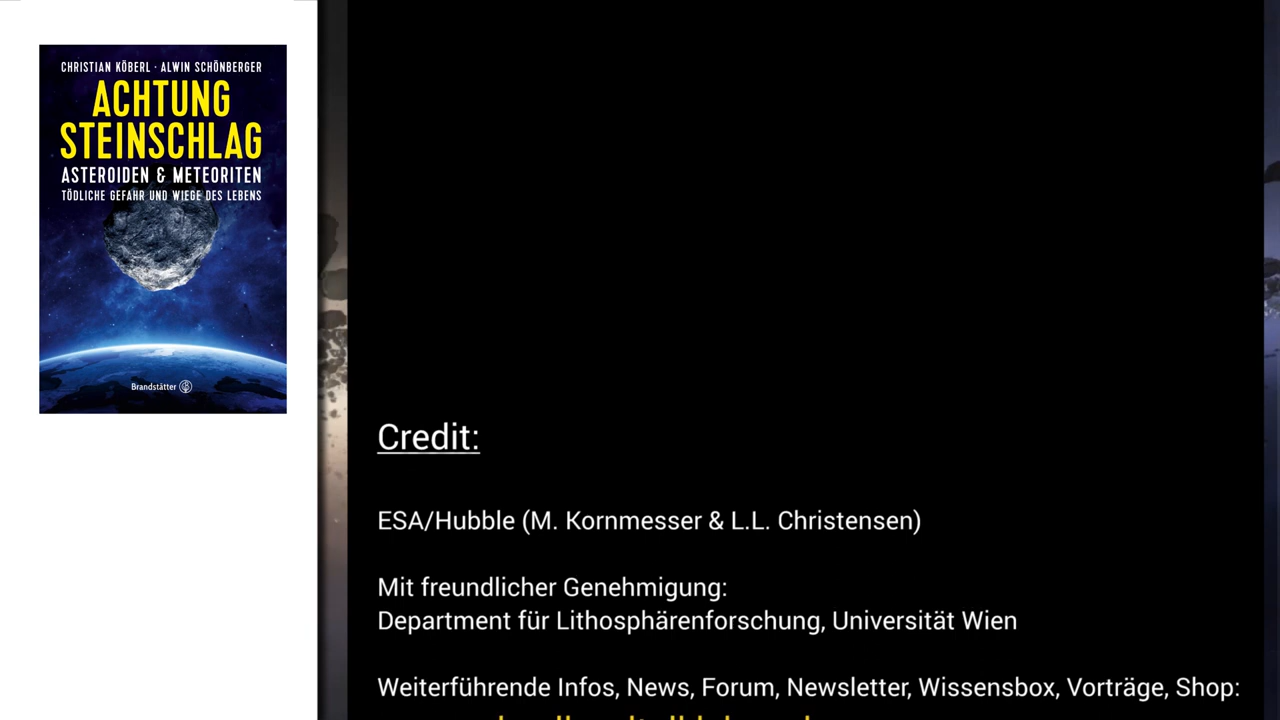 CHRISTIAN KÖBERL · ALWIN SCHÖNBERGER
ACHTUNG
STEINSCHLAG
ASTEROIDEN & METEORITEN
TÖDLICHE GEFAHR UND WIEGE DES LEBENS
Brandstätter
Credit:
ESA/Hubble (M. Kornmesser & L.L. Christensen)
Mit freundlicher Genehmigung:
Department für Lithosphärenforschung, Universität Wien
Weiterführende Infos, News, Forum, Newsletter, Wissensbox, Vorträge, Shop: